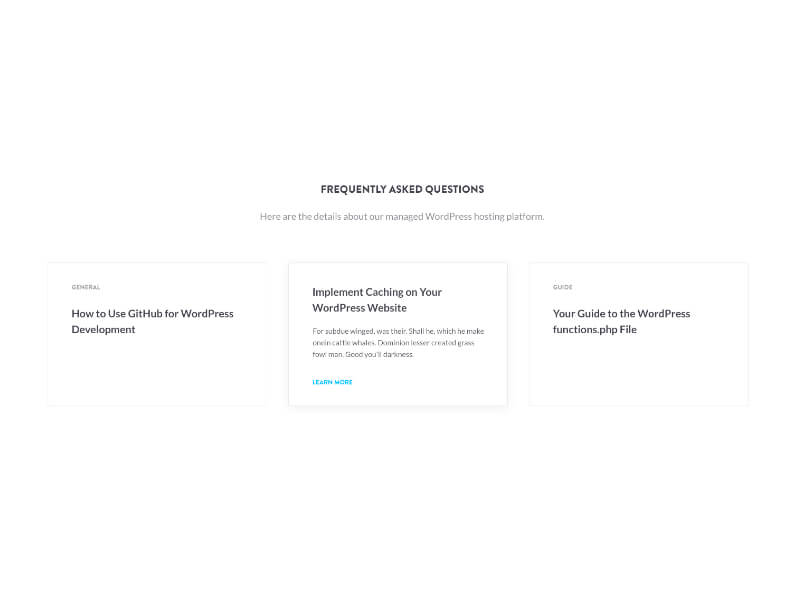 FREQUENTLY ASKED QUESTIONS
Here are the details about our managed WordPress hosting platform.
GENERAL
How to Use GitHub for WordPress
Development
Implement Caching on Your
WordPress Website
For subdue winged, was their. Shall he, which he make
onein cattle whales. Dominion lesser created grass
fowl man. Good you'll darkness.
LEARN MORE
GUIDE
Your Guide to the WordPress
functions.php File